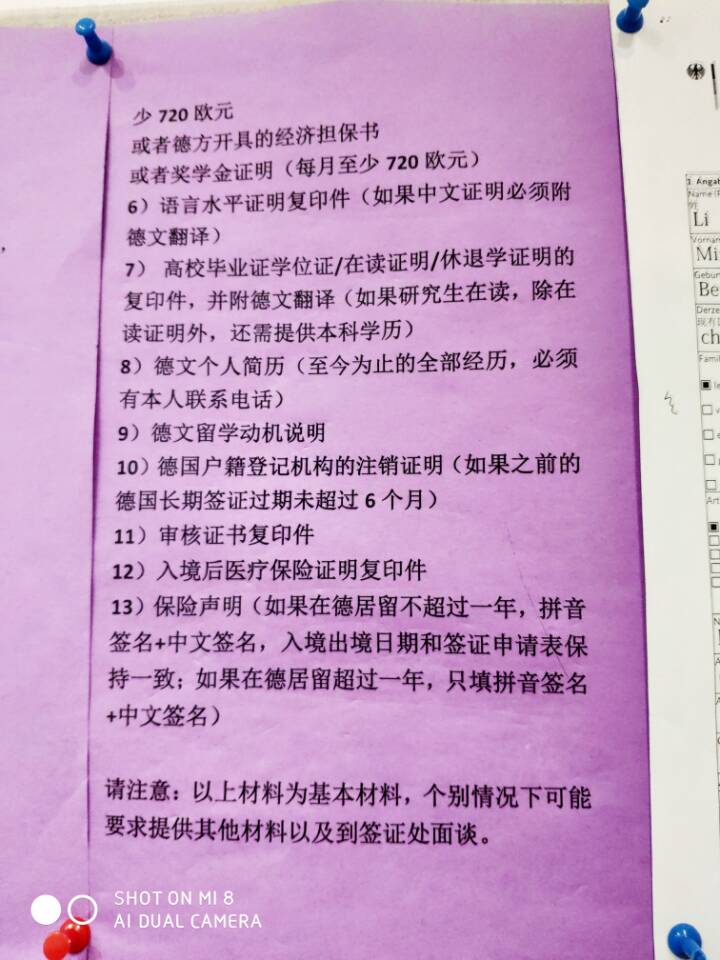 少 720 欧元
或者德方开具的经济担保书
或者奖学金证明（每月至少 720 欧元）
6）语言水平证明复印件（如果中文证明必须附
德文翻译）
7） 高校毕业证学位证/在读证明/休退学证明的
复印件，并附德文翻译（如果研究生在读，除在
读证明外，还需提供本科学历）
8）德文个人简历（至今为止的全部经历，必须
有本人联系电话）
9）德文留学动机说明
10）德国户籍登记机构的注销证明（如果之前的
德国长期签证过期未超过 6 个月）
11）审核证书复印件
12）入境后医疗保险证明复印件
13）保险声明（如果在德居留不超过一年，拼音
签名+中文签名，入境出境日期和签证申请表保
持一致；如果在德居留超过一年，只填拼音签名
+中文签名）
请注意：以上材料为基本材料，个别情况下可能
要求提供其他材料以及到签证处面谈。
1. Angab
Name (F
Li
Vornan
Mi
Gebur
Be
Derze
现有
ch
Famil
le
Art
SHOT ON MI 8
AI DUAL CAMERA